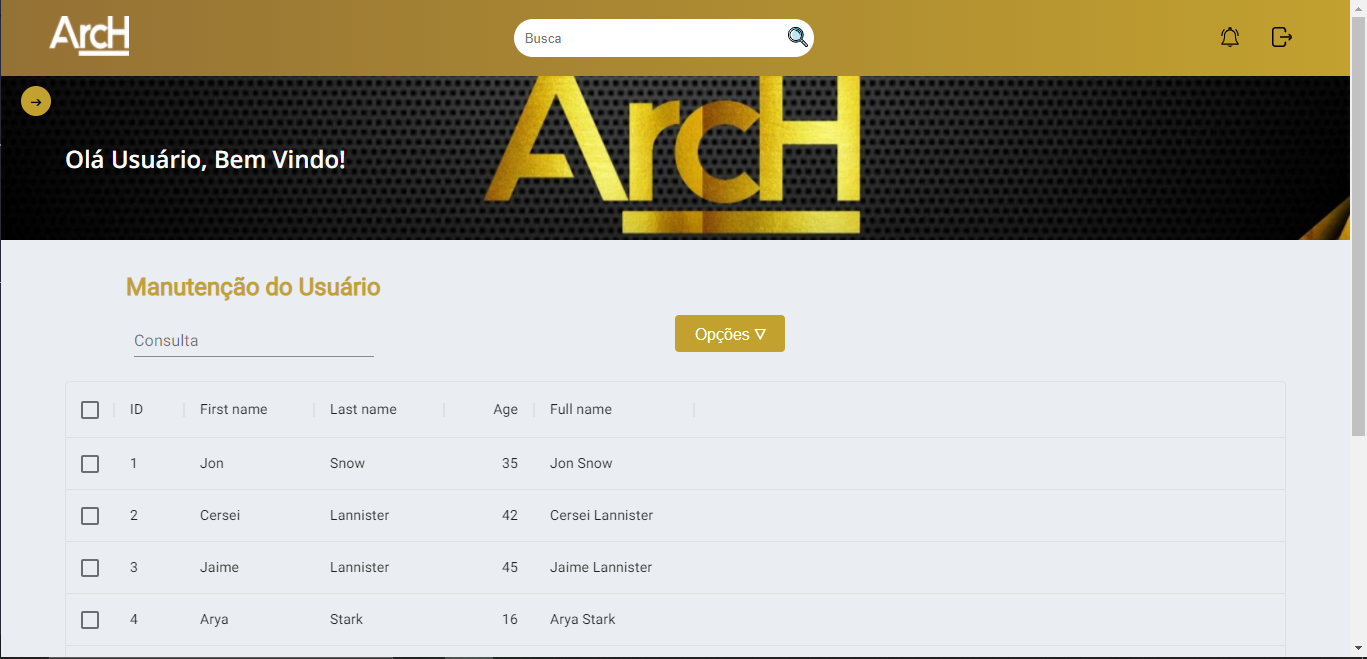 ArcH
Busca
ArcH
Olá Usuário, Bem Vindo!
Manutenção do Usuário
Consulta
Opções ∇
ID First name Last name Age Full name
1 Jon Snow 35 Jon Snow
2 Cersei Lannister 42 Cersei Lannister
3 Jaime Lannister 45 Jaime Lannister
4 Arya Stark 16 Arya Stark